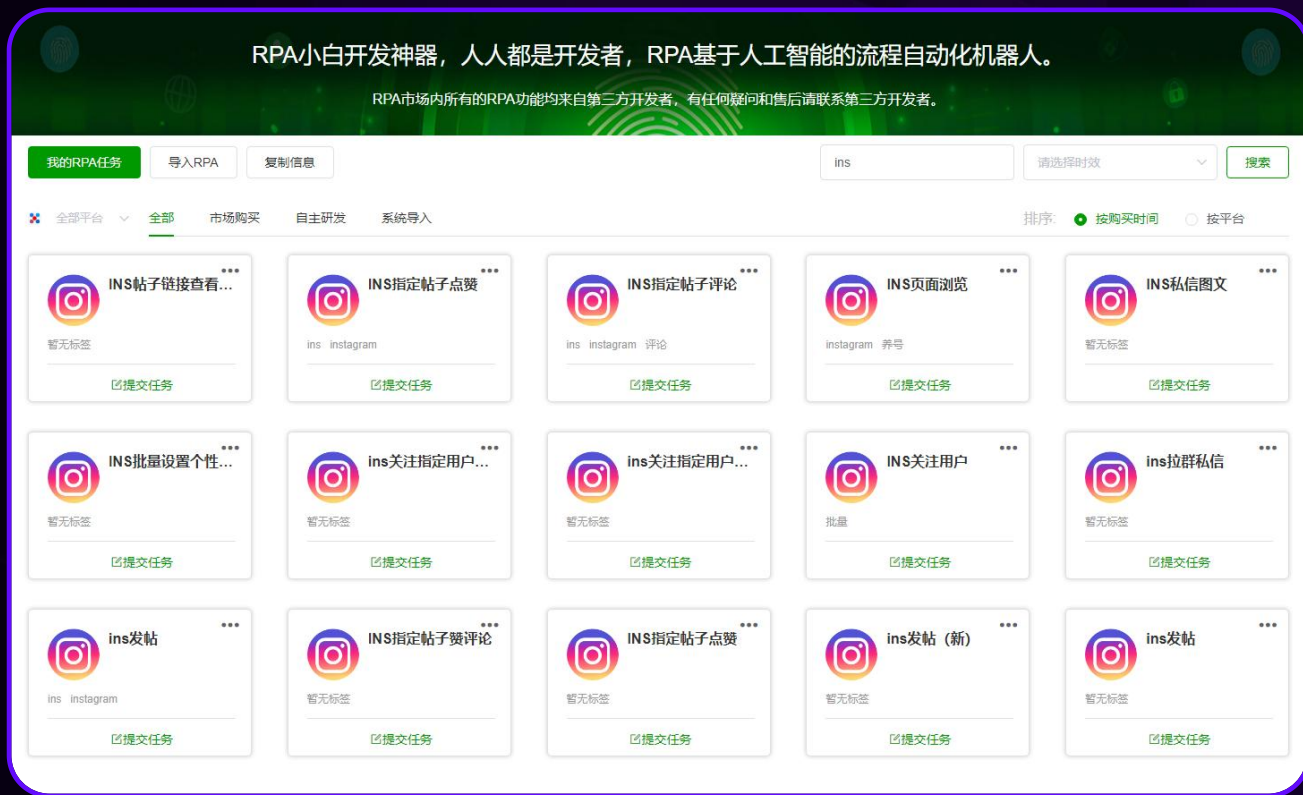 RPA小白开发神器，人人都是开发者，RPA基于人工智能的流程自动化机器人。
RPA市场内所有的RPA功能均来自第三方开发者，有任何疑问和售后请联系第三方开发者。
我的RPA任务 导入RPA 复制信息 ins 请选择时效 搜索
全部平台 全部 市场购买 自主研发 系统导入 排序: 按购买时间 按平台
INS帖子链接查看... INS指定帖子点赞 INS指定帖子评论 INS页面浏览 INS私信图文
暂无标签 ins instagram ins instagram 评论 instagram 养号 暂无标签
提交任务 提交任务 提交任务 提交任务 提交任务
INS批量设置个性... ins关注指定用户... ins关注指定用户... INS关注用户 ins拉群私信
暂无标签 暂无标签 暂无标签 批量 暂无标签
提交任务 提交任务 提交任务 提交任务 提交任务
ins发帖 INS指定帖子赞评论 INS指定帖子点赞 ins发帖（新） ins发帖
ins instagram 暂无标签 暂无标签 暂无标签 暂无标签
提交任务 提交任务 提交任务 提交任务 提交任务